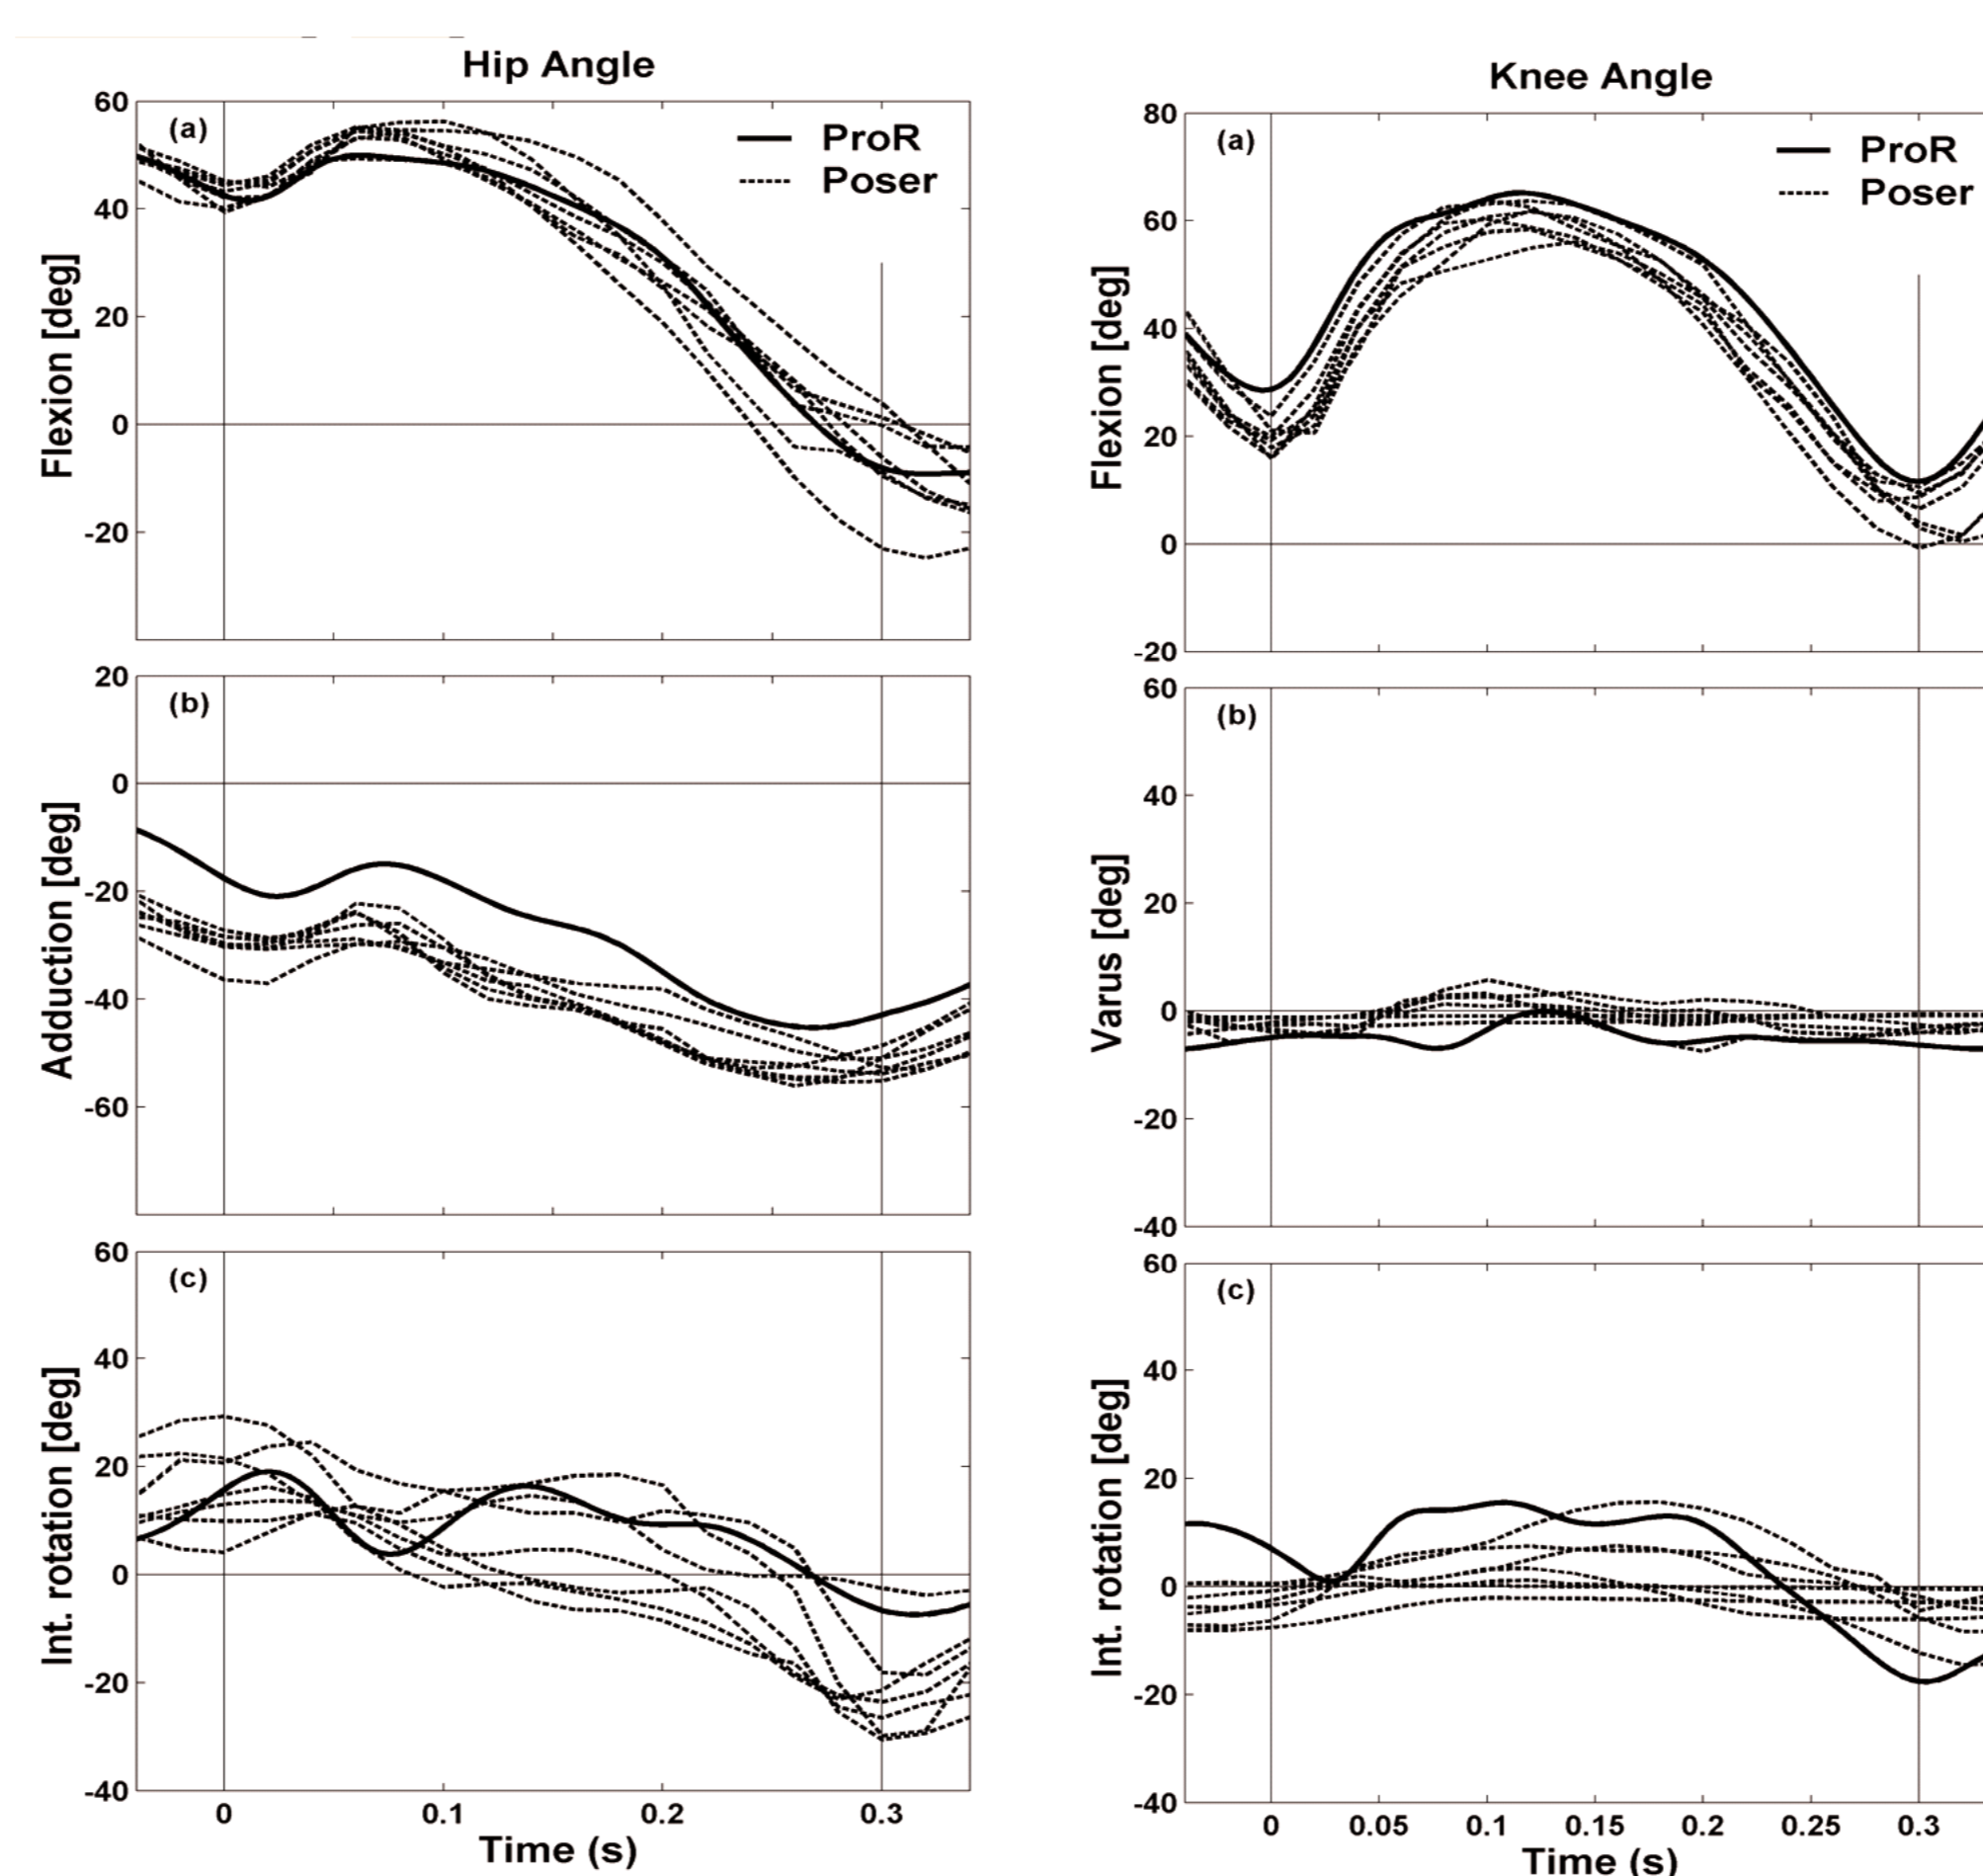 Hip Angle
60
(a)
ProR
Poser
40
20
0
-20
Flexion [deg]
20
(b)
0
-20
-40
-60
Adduction [deg]
60
(c)
40
20
0
-20
-40
Int. rotation [deg]
0 0.1 0.2 0.3
Time (s)
Knee Angle
80
(a)
ProR
Poser
60
40
20
0
-20
Flexion [deg]
60
(b)
40
20
0
-20
-40
Varus [deg]
60
(c)
40
20
0
-20
-40
Int. rotation [deg]
0 0.05 0.1 0.15 0.2 0.25 0.3
Time (s)